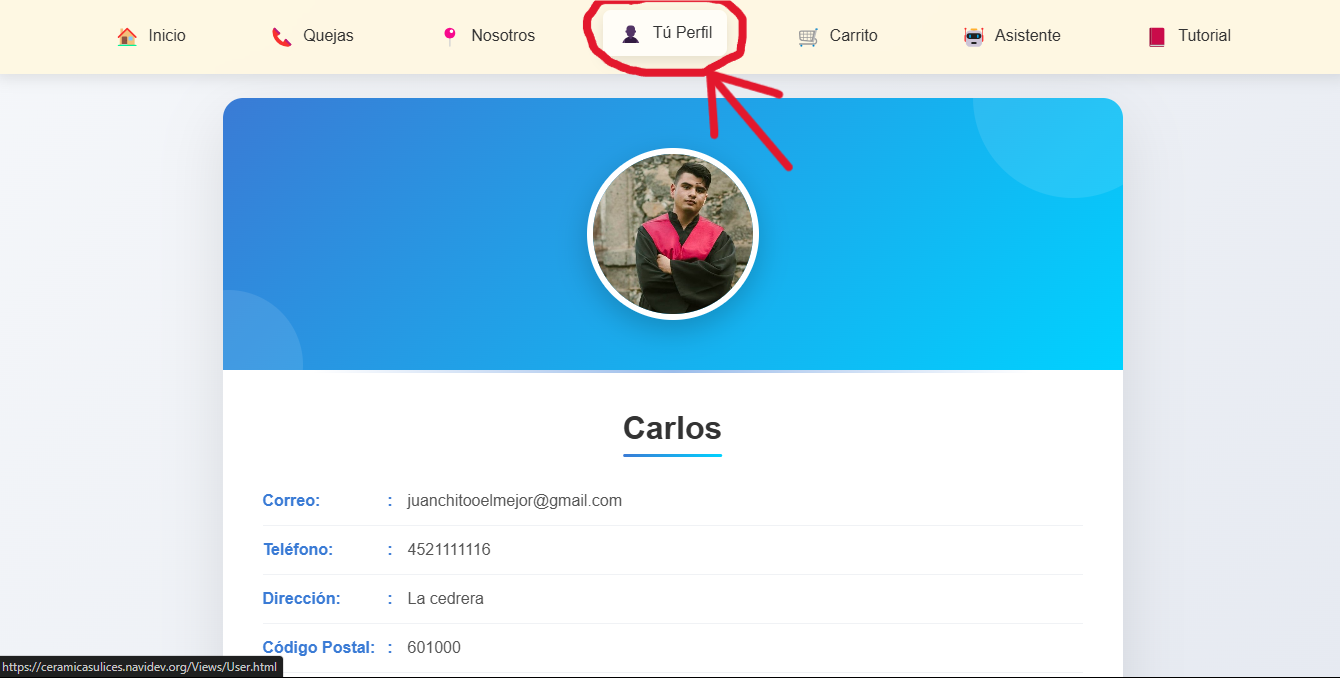 Inicio Quejas Nosotros Tú Perfil Carrito Asistente Tutorial
Carlos
Correo: : juanchitooelmejor@gmail.com
Teléfono: : 4521111116
Dirección: : La cedrera
Código Postal: : 601000
https://ceramicasulices.navidev.org/Views/User.html